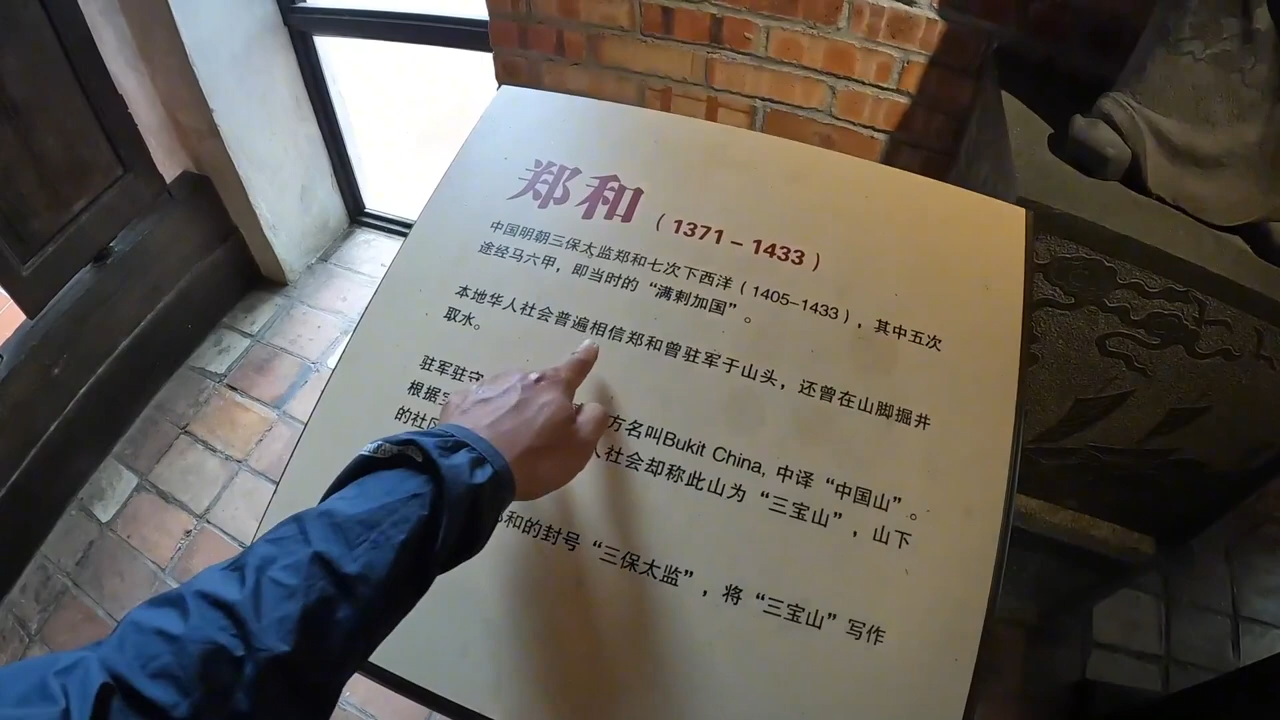 郑和（1371 – 1433）
中国明朝三保太监郑和七次下西洋（1405–1433），其中五次
途经马六甲，即当时的“满剌加国”。
本地华人社会普遍相信郑和曾驻军于山头，还曾在山脚掘井
取水。
驻军驻守
方名叫Bukit China, 中译“中国山”。
根据
人社会却称此山为“三宝山”，山下
的社
和的封号“三保太监”，将“三宝山”写作